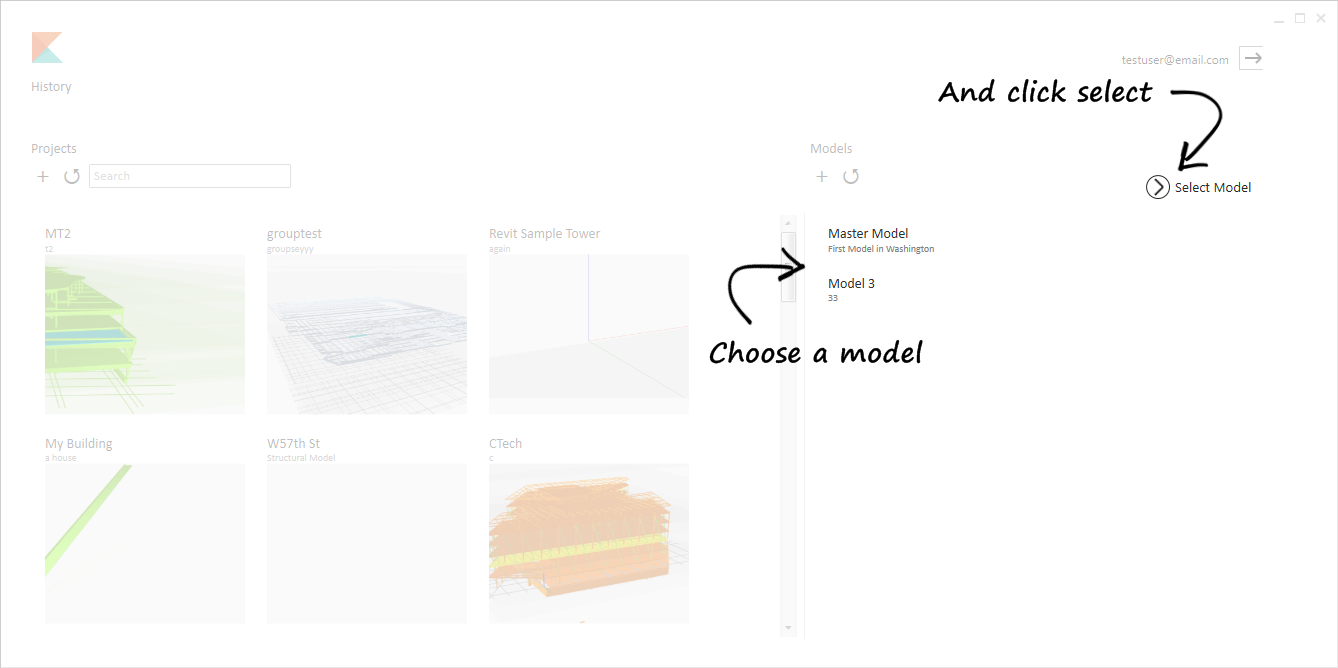 testuser@email.com
History
And click select
Projects
Models
Search
Select Model
MT2
t2
grouptest
groupseyyy
Revit Sample Tower
again
Master Model
First Model in Washington
Model 3
33
Choose a model
My Building
a house
W57th St
Structural Model
CTech
c